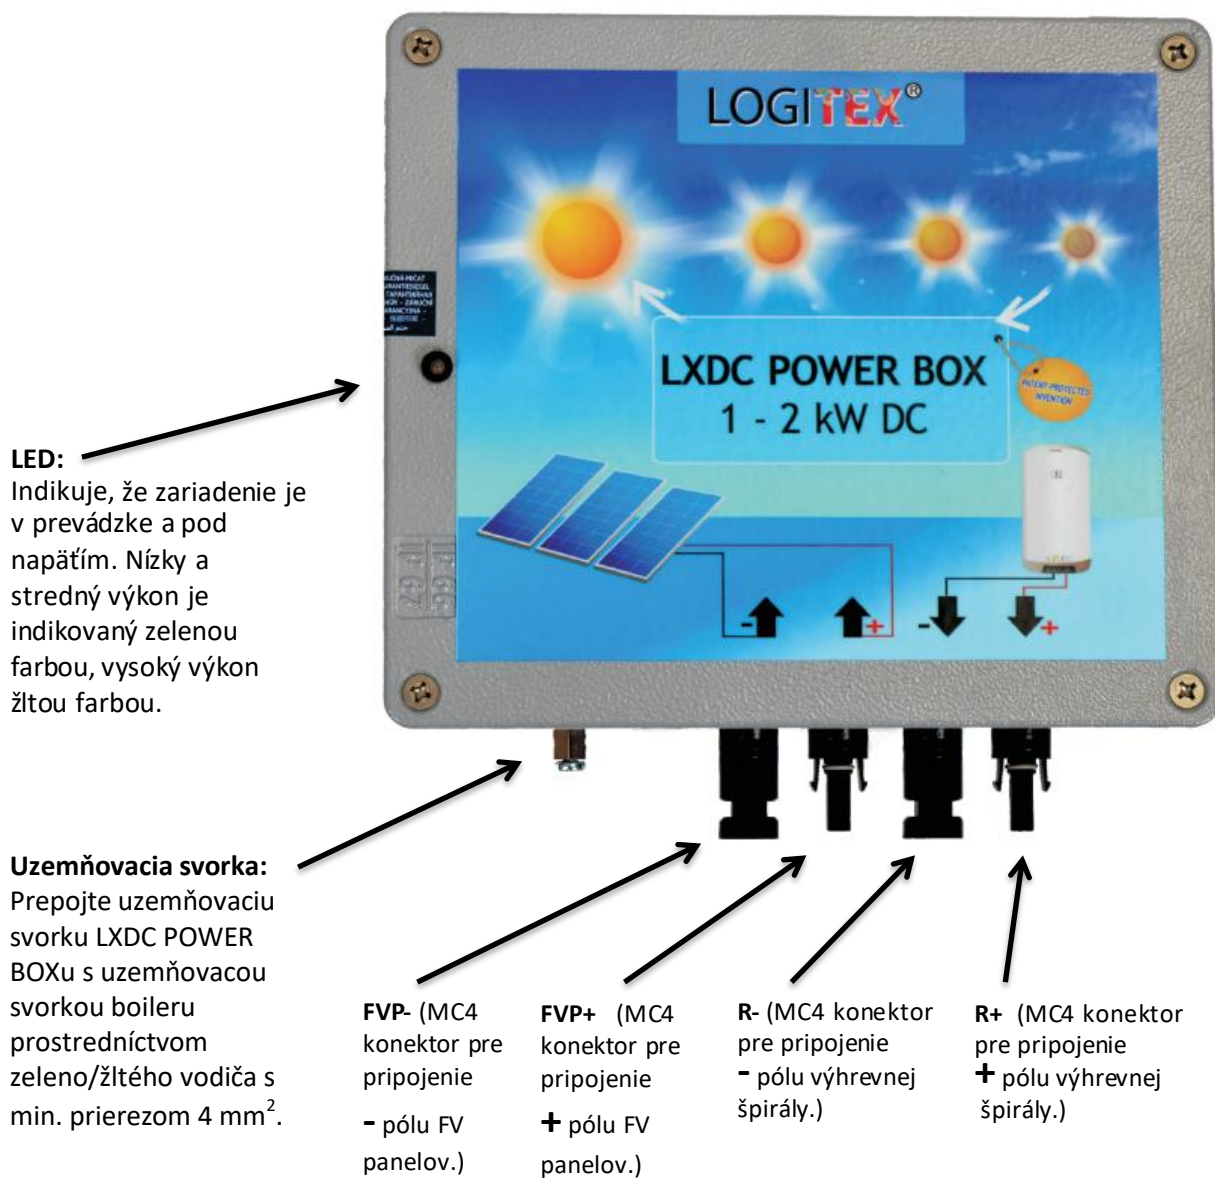 LOGITEX®
LXDC POWER BOX
1 - 2 kW DC
PATENT-PROTECTED
INVENTION
- + - +
LED:
Indikuje, že zariadenie je
v prevádzke a pod
napäťím. Nízky a
stredný výkon je
indikovaný zelenou
farbou, vysoký výkon
žltou farbou.
Uzemňovacia svorka:
Prepojte uzemňovaciu
svorku LXDC POWER
BOXu s uzemňovacou
svorkou boileru
prostredníctvom
zeleno/žltého vodiča s
min. prierezom 4 mm².
FVP- (MC4
konektor pre
pripojenie
- pólu FV
panelov.)
FVP+ (MC4
konektor pre
pripojenie
+ pólu FV
panelov.)
R- (MC4 konektor
pre pripojenie
- pólu výhrevnej
špirály.)
R+ (MC4 konektor
pre pripojenie
+ pólu výhrevnej
špirály.)